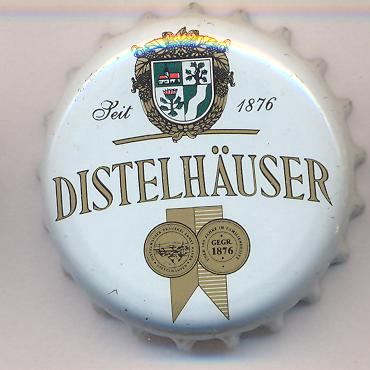 Seit 1876
DISTELHÄUSER
GEGR.
1876